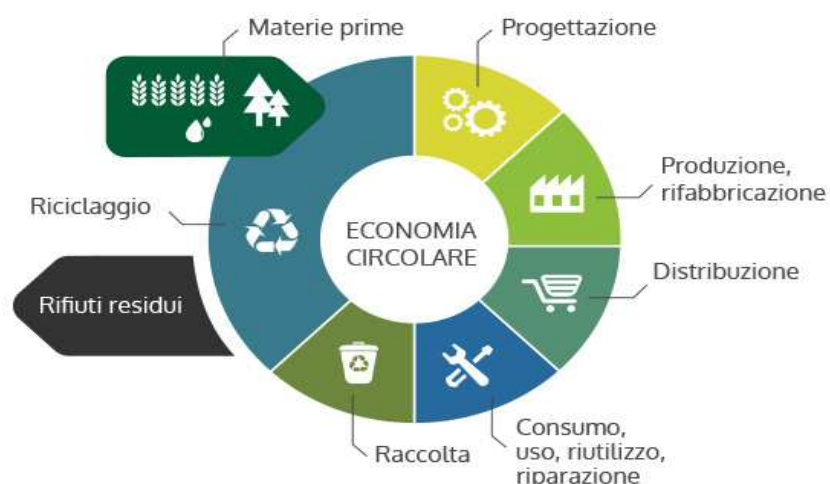 Materie prime
Progettazione
Produzione,
rifabbricazione
Riciclaggio
ECONOMIA
CIRCOLARE
Distribuzione
Rifiuti residui
Consumo,
uso, riutilizzo,
riparazione
Raccolta